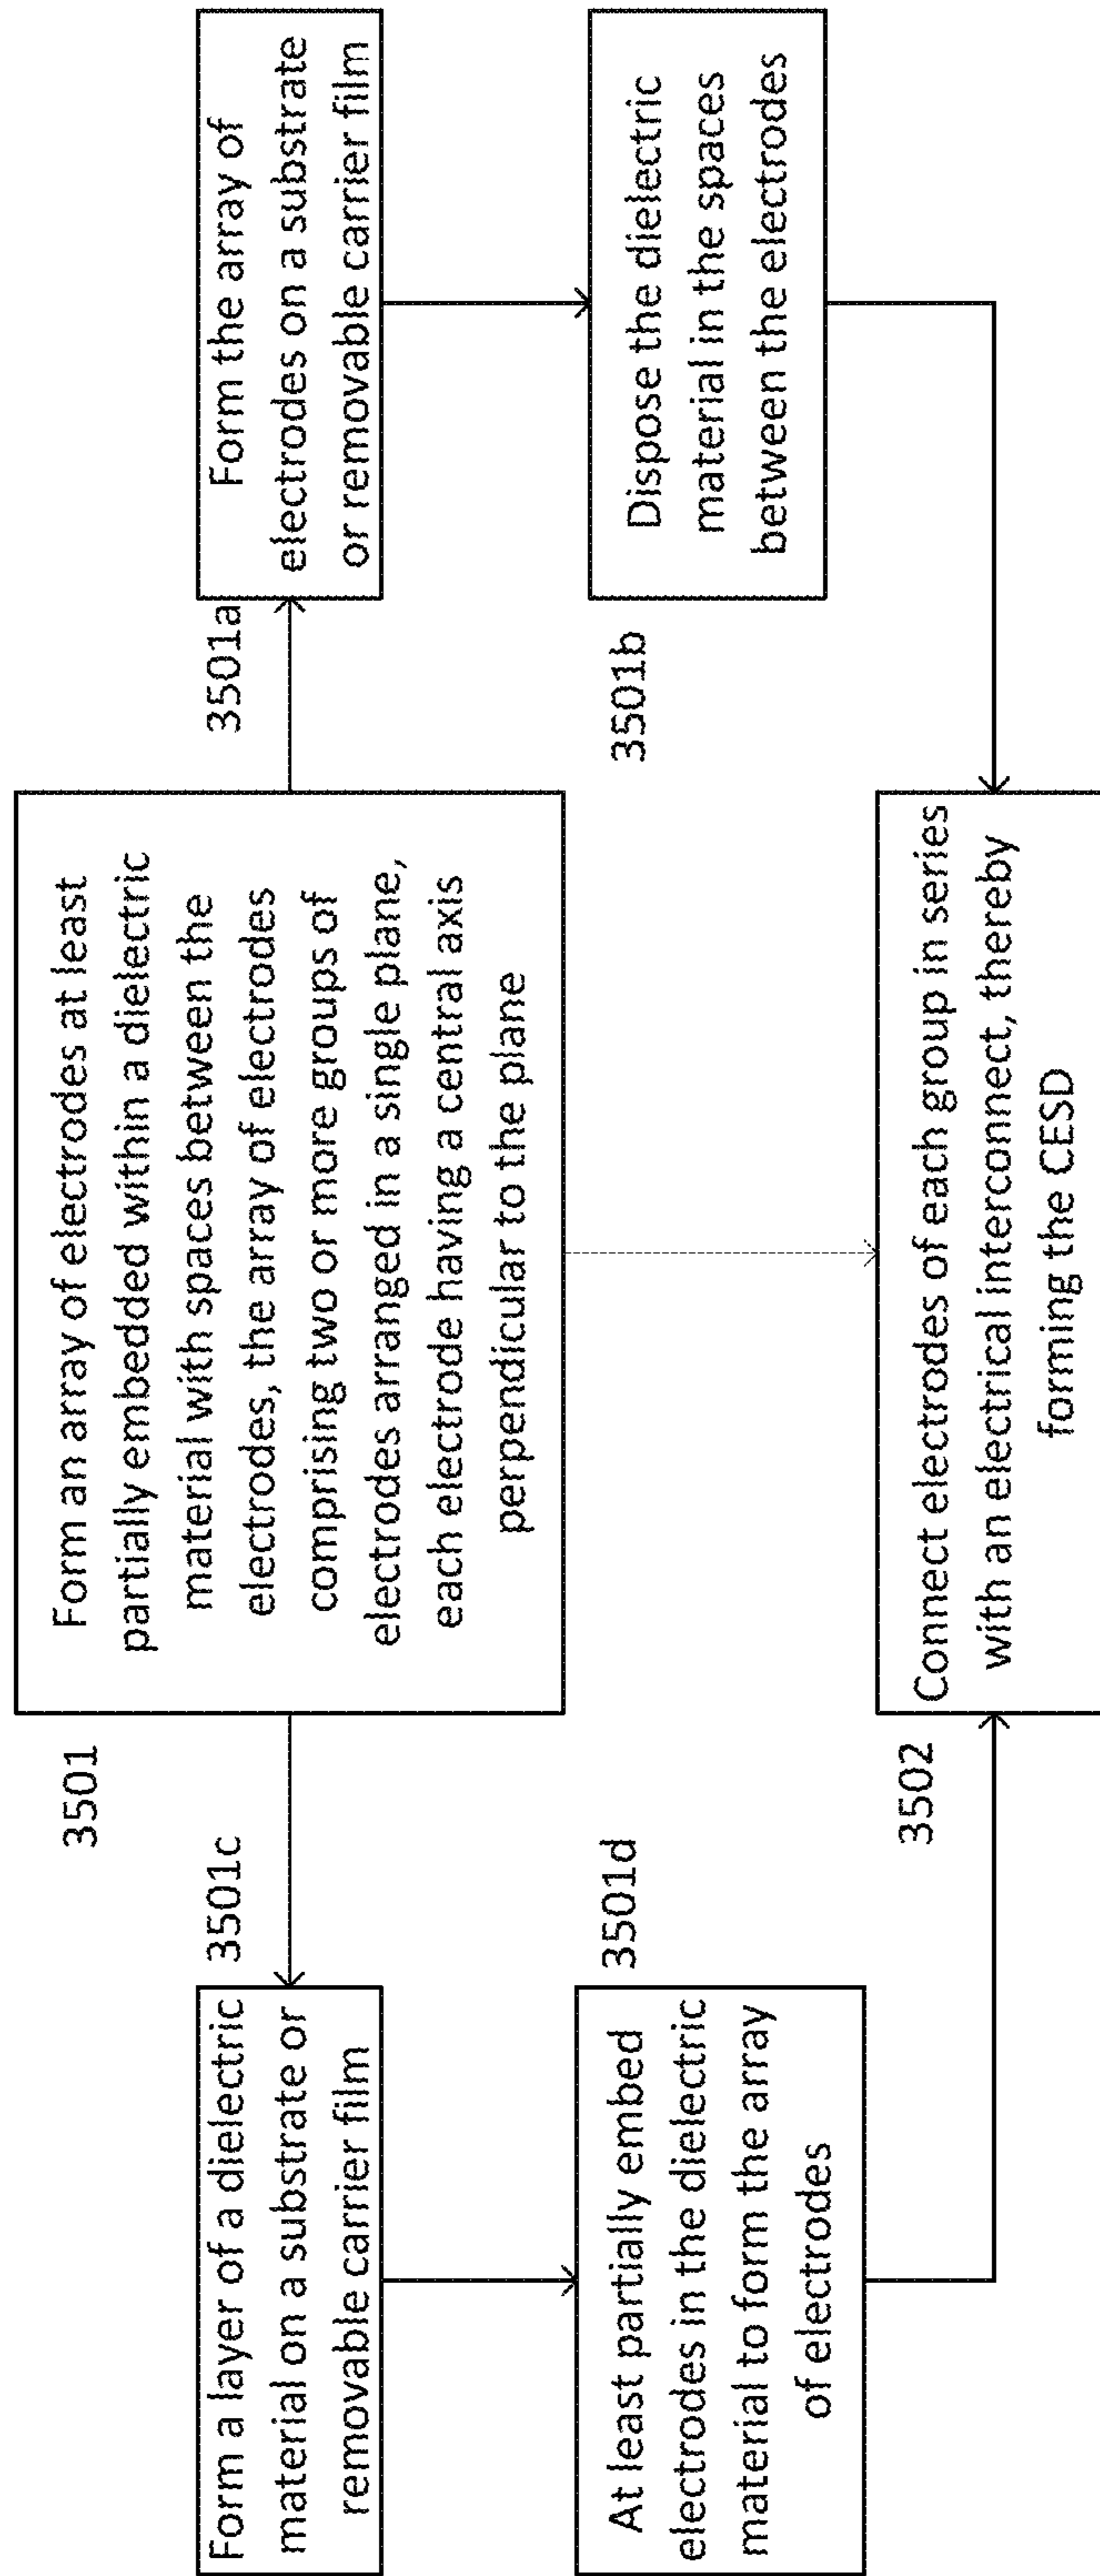 3501
Form an array of electrodes at least
partially embedded within a dielectric
material with spaces between the
electrodes, the array of electrodes
comprising two or more groups of
electrodes arranged in a single plane,
each electrode having a central axis
perpendicular to the plane
3501c
Form a layer of a dielectric
material on a substrate or
removable carrier film
3501a
Form the array of
electrodes on a substrate
or removable carrier film
3501d
At least partially embed
electrodes in the dielectric
material to form the array
of electrodes
3501b
Dispose the dielectric
material in the spaces
between the electrodes
3502
Connect electrodes of each group in series
with an electrical interconnect, thereby
forming the CESD